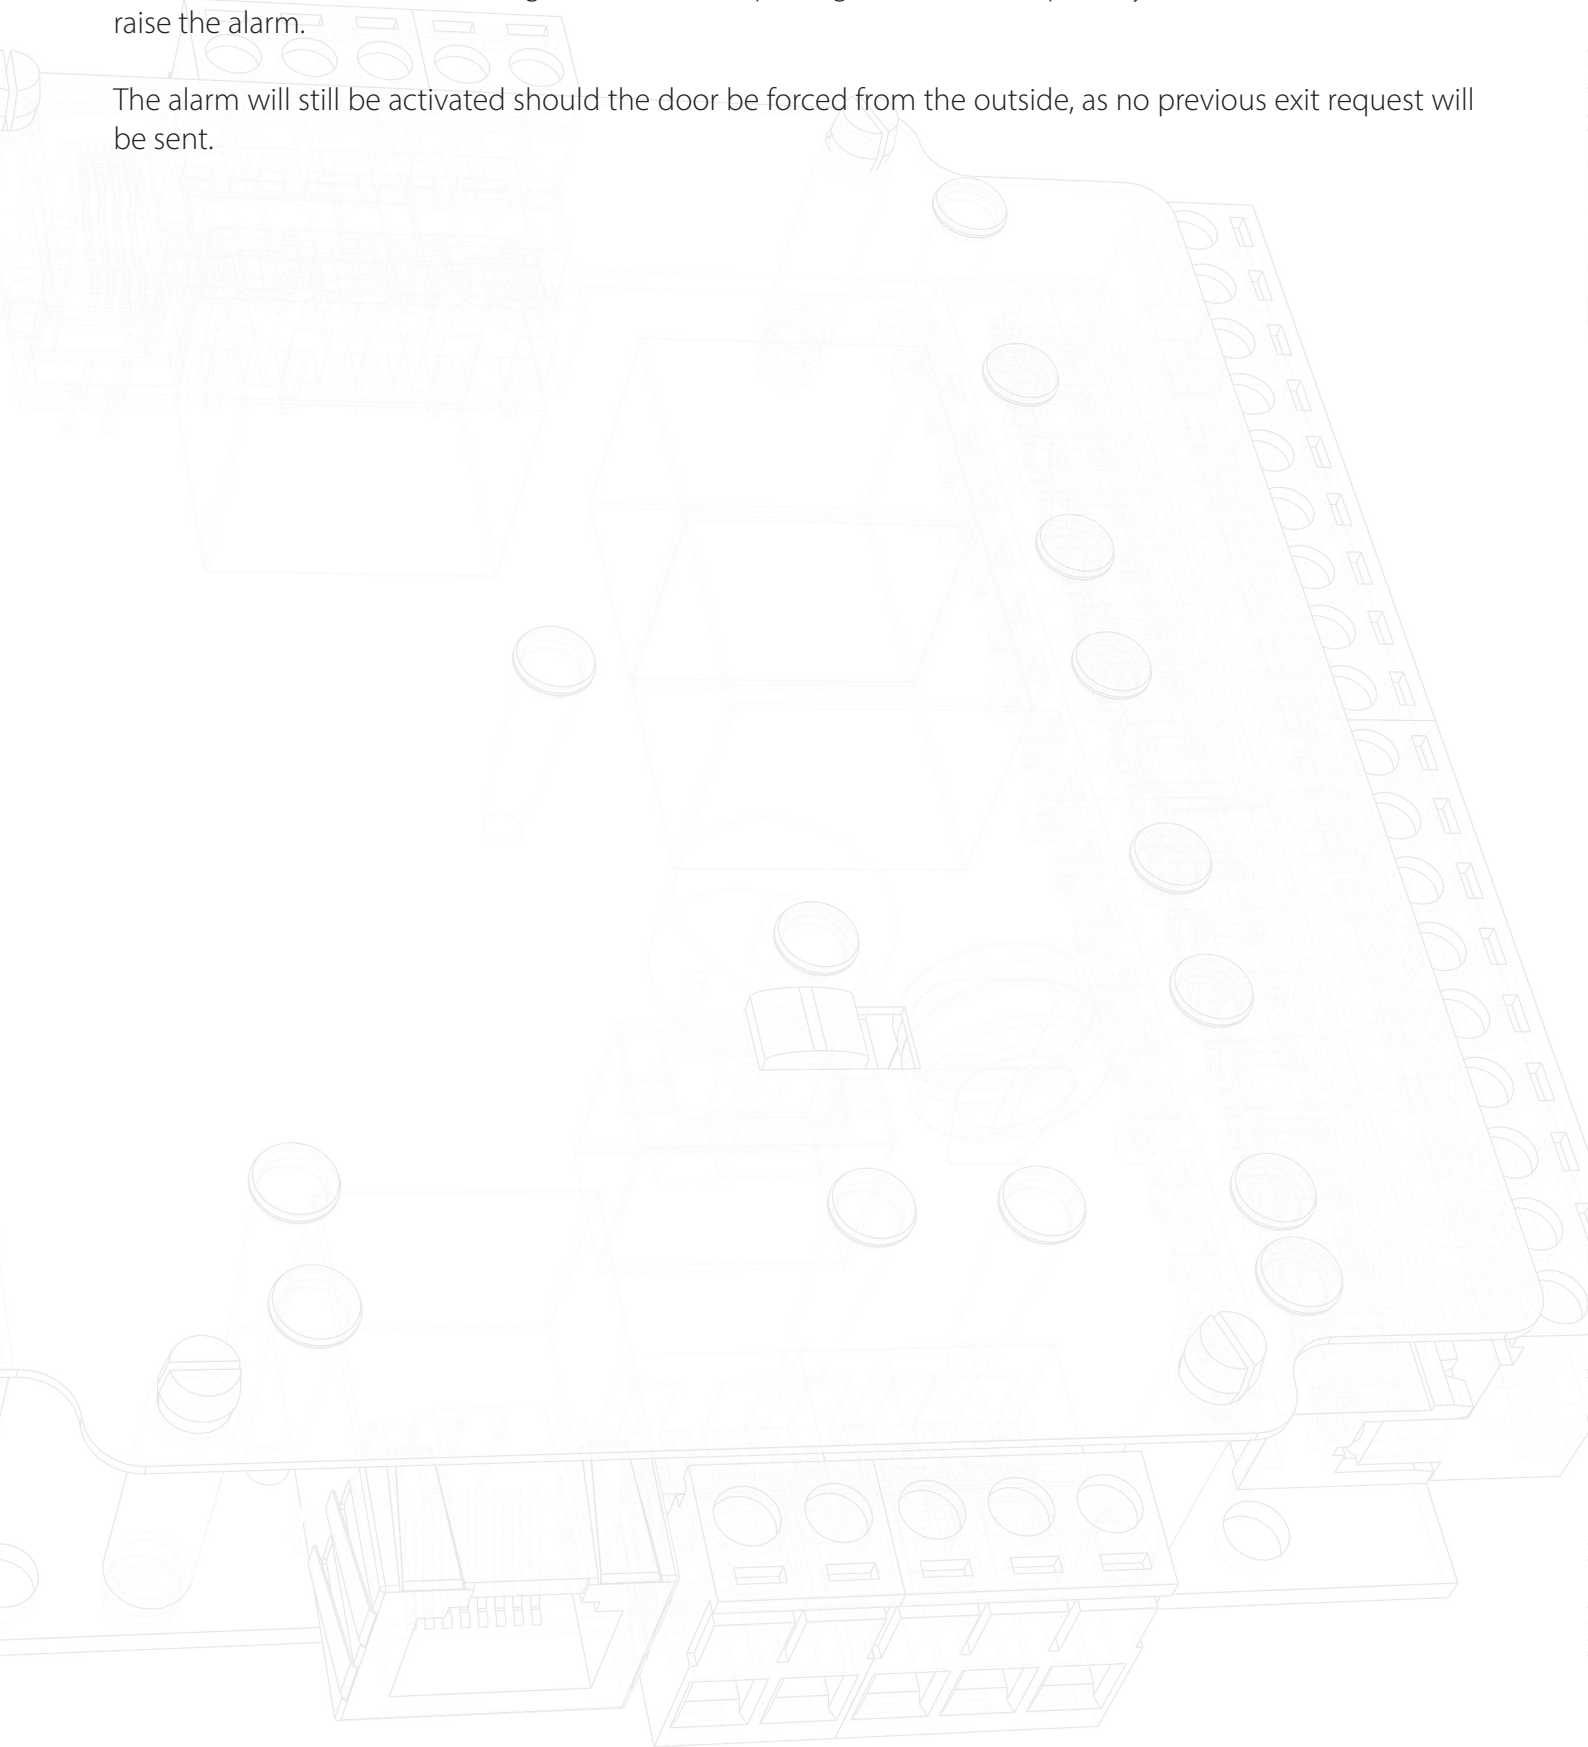 raise the alarm.
The alarm will still be activated should the door be forced from the outside, as no previous exit request will
be sent.